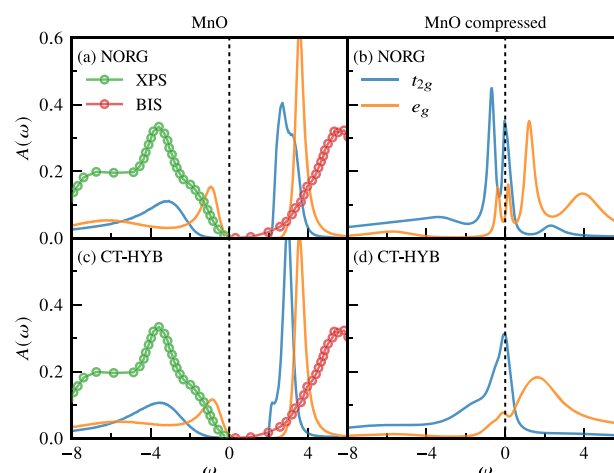 MnO
MnO compressed
0.6
(a) NORG
XPS
BIS
(b) NORG
t2g
eg
0.4
A(ω)
0.2
0.0
(c) CT-HYB
(d) CT-HYB
0.4
A(ω)
0.2
0.0
−8 −4 0 4 −8 −4 0 4
ω ω